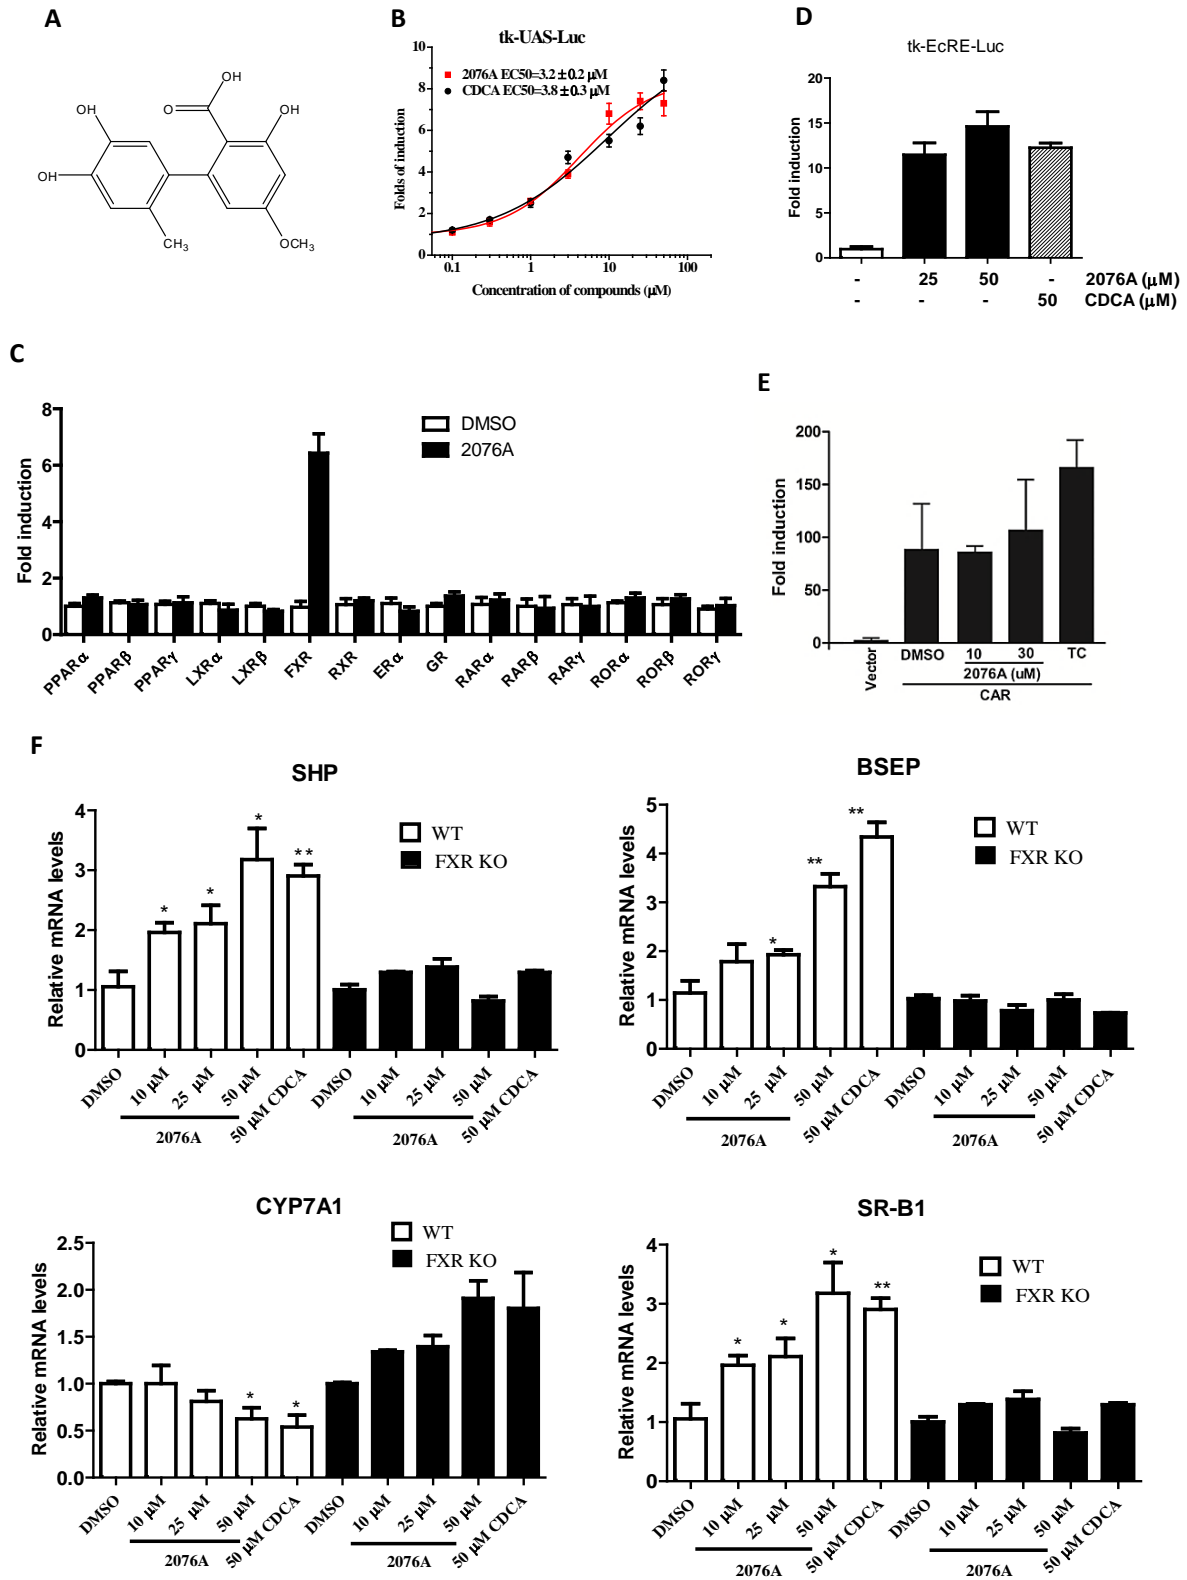 A
OH
O
OH
OH
OH
CH3
OCH3
B
tk-UAS-Luc
2076A EC50=3.2±0.2 μM
CDCA EC50=3.8±0.3 μM
Folds of induction
10
8
6
4
2
0
0.1
1
10
100
Concentration of compounds (μM)
D
tk-EcRE-Luc
Fold induction
20
15
10
5
0
- 25 50 - 2076A (μM)
- - - 50 CDCA (μM)
C
Fold induction
8
6
4
2
0
DMSO
2076A
PPARα
PPARβ
PPARγ
LXRα
LXRβ
FXR
RXR
ERα
GR
RARα
RARβ
RARγ
RORα
RORβ
RORγ
E
Fold induction
200
150
100
50
0
Vector
DMSO
10
30
TC
2076A (uM)
CAR
F
SHP
Relative mRNA levels
4
3
2
1
0
WT
FXR KO
*
*
*
**
DMSO
10 μM
25 μM
50 μM
50 μM CDCA
DMSO
10 μM
25 μM
50 μM
50 μM CDCA
2076A
2076A
BSEP
Relative mRNA levels
5
4
3
2
1
0
WT
FXR KO
*
**
**
DMSO
10 μM
25 μM
50 μM
50 μM CDCA
DMSO
10 μM
25 μM
50 μM
50 μM CDCA
2076A
2076A
CYP7A1
Relative mRNA levels
2.5
2.0
1.5
1.0
0.5
0.0
WT
FXR KO
*
*
DMSO
10 μM
25 μM
50 μM
50 μM CDCA
DMSO
10 μM
25 μM
50 μM
50 μM CDCA
2076A
2076A
SR-B1
Relative mRNA levels
4
3
2
1
0
WT
FXR KO
*
*
*
**
DMSO
10 μM
25 μM
50 μM
50 μM CDCA
DMSO
10 μM
25 μM
50 μM
50 μM CDCA
2076A
2076A